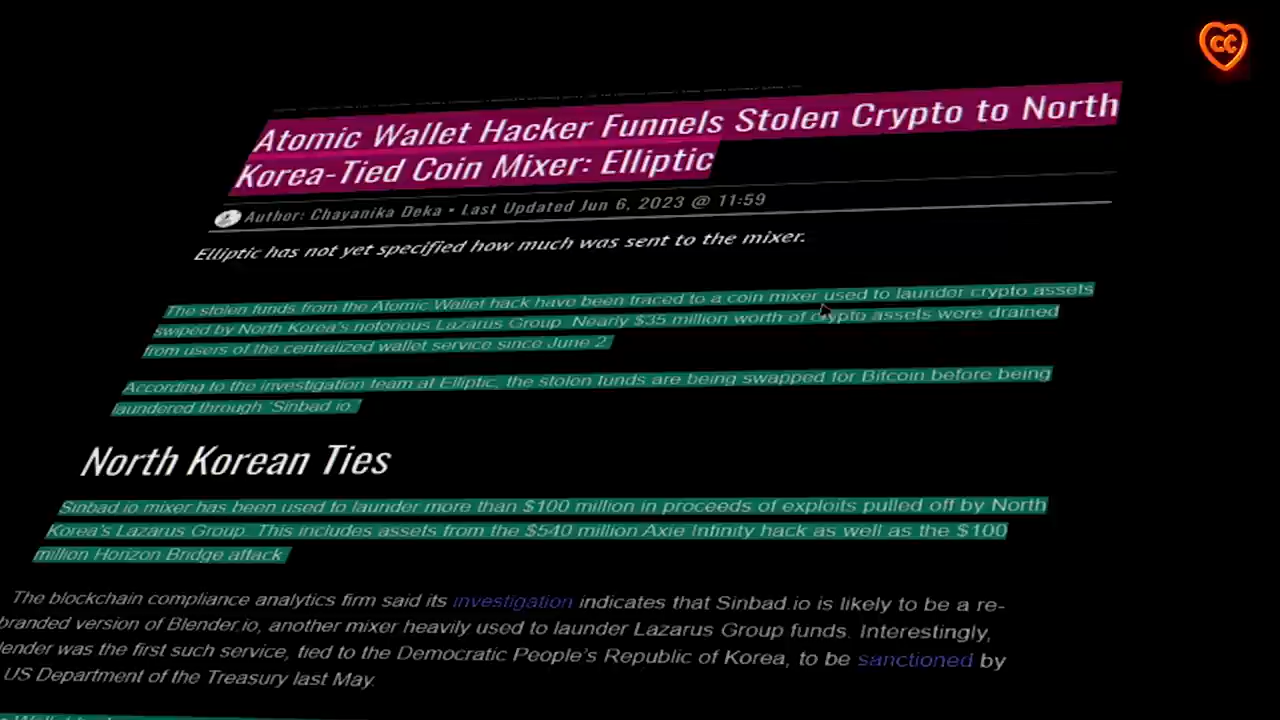 CC
Atomic Wallet Hacker Funnels Stolen Crypto to North
Korea-Tied Coin Mixer: Elliptic
Author: Chayanika Deka • Last Updated Jun 6, 2023 @ 11:59
Elliptic has not yet specified how much was sent to the mixer.
The stolen funds from the Atomic Wallet hack have been traced to a coin mixer used to launder crypto assets
swiped by North Korea's notorious Lazarus Group. Nearly $35 million worth of crypto assets were drained
from users of the centralized wallet service since June 2.
According to the investigation team at Elliptic, the stolen funds are being swapped for Bitcoin before being
laundered through 'Sinbad.io.'
North Korean Ties
Sinbad.io mixer has been used to launder more than $100 million in proceeds of exploits pulled off by North
Korea's Lazarus Group. This includes assets from the $540 million Axie Infinity hack as well as the $100
million Horizon Bridge attack.
The blockchain compliance analytics firm said its investigation indicates that Sinbad.io is likely to be a re-
branded version of Blender.io, another mixer heavily used to launder Lazarus Group funds. Interestingly,
lender was the first such service, tied to the Democratic People's Republic of Korea, to be sanctioned by
US Department of the Treasury last May.